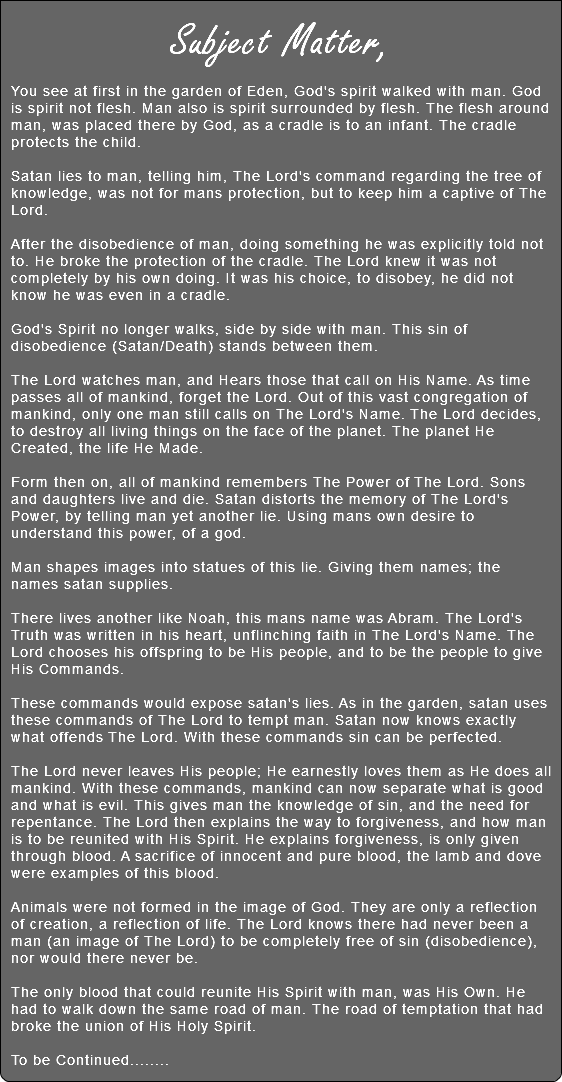 Subject Matter,
You see at first in the garden of Eden, God's spirit walked with man. God
is spirit not flesh. Man also is spirit surrounded by flesh. The flesh around
man, was placed there by God, as a cradle is to an infant. The cradle
protects the child.
Satan lies to man, telling him, The Lord's command regarding the tree of
knowledge, was not for mans protection, but to keep him a captive of The
Lord.
After the disobedience of man, doing something he was explicitly told not
to. He broke the protection of the cradle. The Lord knew it was not
completely by his own doing. It was his choice, to disobey, he did not
know he was even in a cradle.
God's Spirit no longer walks, side by side with man. This sin of
disobedience (Satan/Death) stands between them.
The Lord watches man, and Hears those that call on His Name. As time
passes all of mankind, forget the Lord. Out of this vast congregation of
mankind, only one man still calls on The Lord's Name. The Lord decides,
to destroy all living things on the face of the planet. The planet He
Created, the life He Made.
Form then on, all of mankind remembers The Power of The Lord. Sons
and daughters live and die. Satan distorts the memory of The Lord's
Power, by telling man yet another lie. Using mans own desire to
understand this power, of a god.
Man shapes images into statues of this lie. Giving them names; the
names satan supplies.
There lives another like Noah, this mans name was Abram. The Lord's
Truth was written in his heart, unflinching faith in The Lord's Name. The
Lord chooses his offspring to be His people, and to be the people to give
His Commands.
These commands would expose satan's lies. As in the garden, satan uses
these commands of The Lord to tempt man. Satan now knows exactly
what offends The Lord. With these commands sin can be perfected.
The Lord never leaves His people; He earnestly loves them as He does all
mankind. With these commands, mankind can now separate what is good
and what is evil. This gives man the knowledge of sin, and the need for
repentance. The Lord then explains the way to forgiveness, and how man
is to be reunited with His Spirit. He explains forgiveness, is only given
through blood. A sacrifice of innocent and pure blood, the lamb and dove
were examples of this blood.
Animals were not formed in the image of God. They are only a reflection
of creation, a reflection of life. The Lord knows there had never been a
man (an image of The Lord) to be completely free of sin (disobedience),
nor would there never be.
The only blood that could reunite His Spirit with man, was His Own. He
had to walk down the same road of man. The road of temptation that had
broke the union of His Holy Spirit.
To be Continued........